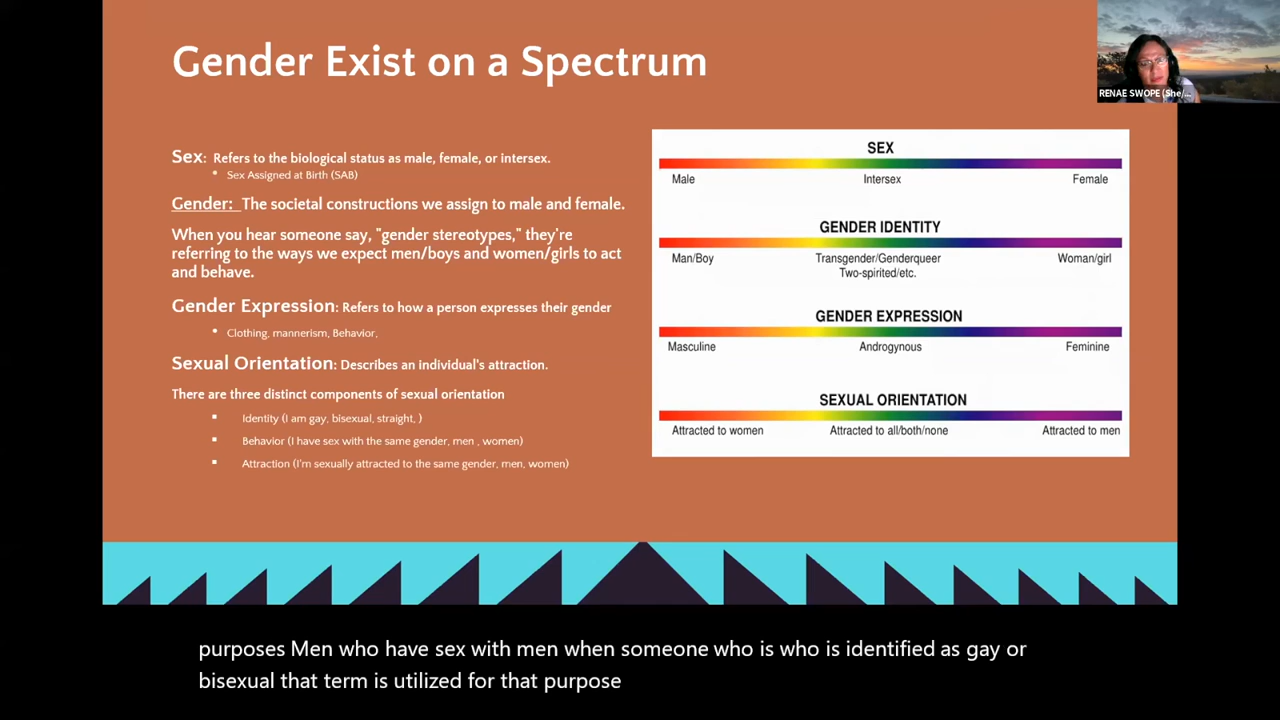 Gender Exist on a Spectrum
RENAE SWOPE (She/...
Sex: Refers to the biological status as male, female, or intersex.
• Sex Assigned at Birth (SAB)
Gender: The societal constructions we assign to male and female.
When you hear someone say, "gender stereotypes," they're
referring to the ways we expect men/boys and women/girls to act
and behave.
Gender Expression: Refers to how a person expresses their gender
• Clothing, mannerism, Behavior,
Sexual Orientation: Describes an individual's attraction.
There are three distinct components of sexual orientation
▪ Identity (I am gay, bisexual, straight, )
▪ Behavior (I have sex with the same gender, men , women)
▪ Attraction (I'm sexually attracted to the same gender, men, women)
SEX
Male Intersex Female
GENDER IDENTITY
Man/Boy Transgender/Genderqueer Woman/girl
Two-spirited/etc.
GENDER EXPRESSION
Masculine Androgynous Feminine
SEXUAL ORIENTATION
Attracted to women Attracted to all/both/none Attracted to men
purposes Men who have sex with men when someone who is who is identified as gay or
bisexual that term is utilized for that purpose